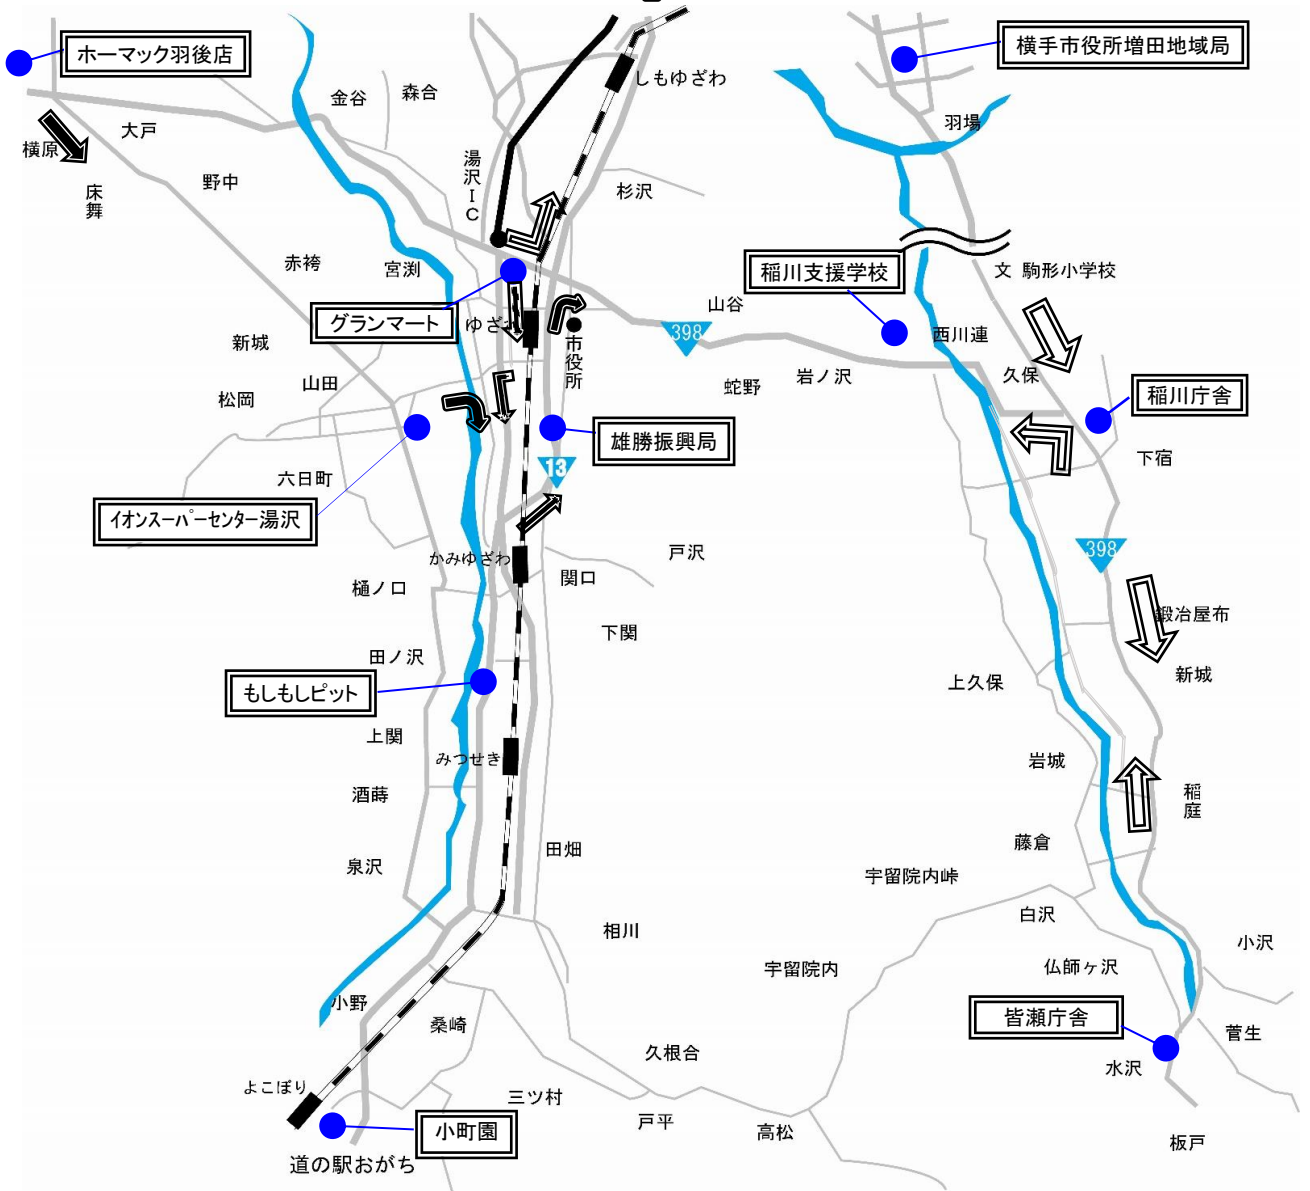 ホーマック羽後店
横手市役所増田地域局
しもゆざわ
金谷
森合
大戸
横原
羽場
湯沢IC
床舞
野中
杉沢
赤袴
宮渕
稲川支援学校
文 駒形小学校
山谷
グランマート
ゆざわ
398
西川連
新城
市役所
久保
山田
蛇野
岩ノ沢
稲川庁舎
松岡
雄勝振興局
下宿
13
六日町
イオンスーパーセンター湯沢
かみゆざわ
戸沢
398
関口
樋ノ口
鍛冶屋布
下関
田ノ沢
新城
もしもしピット
上久保
上関
みつせき
岩城
酒蒔
稲庭
藤倉
田畑
泉沢
宇留院内峠
白沢
相川
小沢
宇留院内
仏師ヶ沢
小野
皆瀬庁舎
桑崎
菅生
久根合
水沢
よこぼり
三ツ村
戸平
高松
小町園
板戸
道の駅おがち